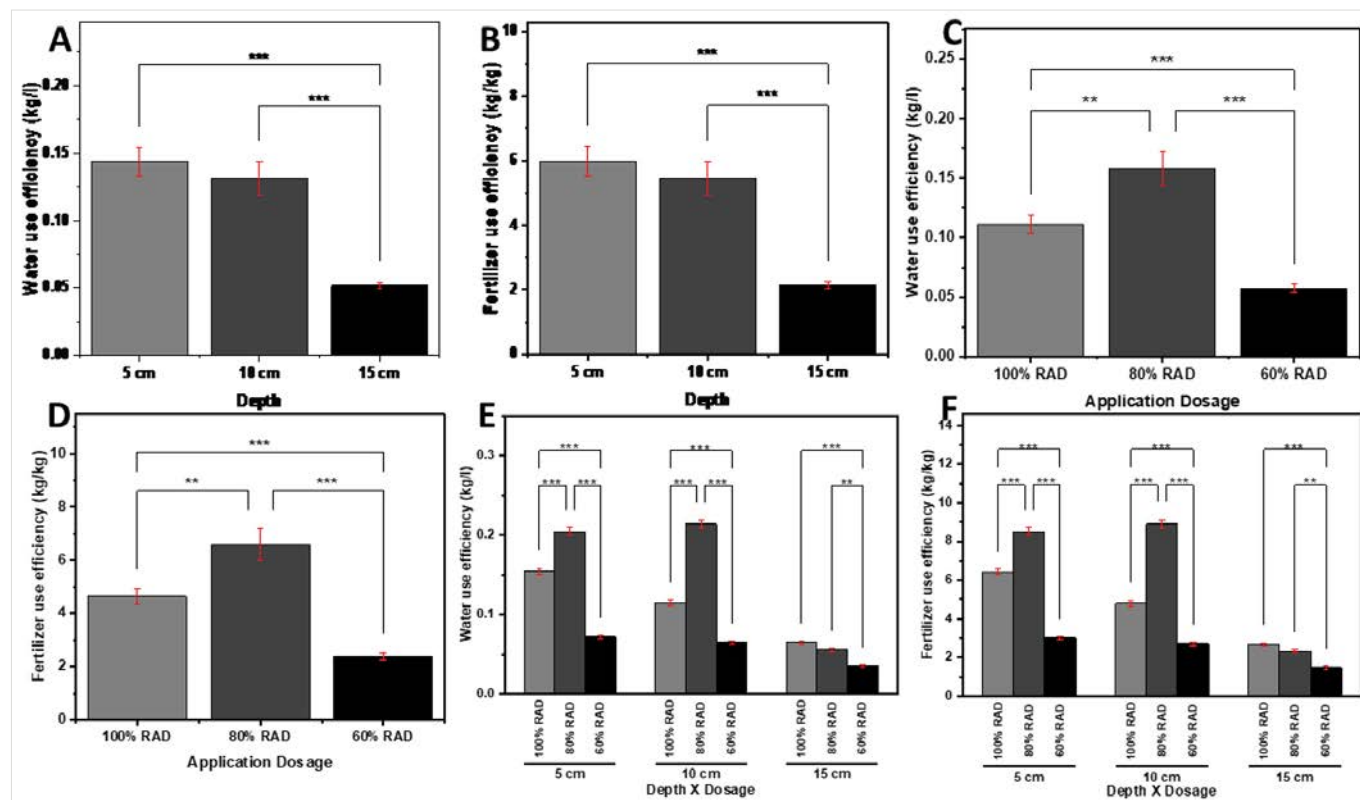 A
Water use effioienoy (kg/l)
0.20
0.15
0.10
0.05
0.00
***
***
5 cm
10 cm
15 cm
Depth
B
Fertilizer use effioienoy (kg/kg)
10
8
6
4
2
0
***
***
5 cm
10 cm
15 cm
Depth
C
Water use efficiency (kg/l)
0.25
0.20
0.15
0.10
0.05
0.00
***
**
***
100% RAD
80% RAD
60% RAD
Application Dosage
D
Fertilizer use efficiency (kg/kg)
10
8
6
4
2
0
***
**
***
100% RAD
80% RAD
60% RAD
Application Dosage
E
Water use efficiency (kg/l)
0.3
0.2
0.1
0.0
***
***
***
***
***
***
***
**
100% RAD
80% RAD
60% RAD
100% RAD
80% RAD
60% RAD
100% RAD
80% RAD
60% RAD
5 cm
10 cm
15 cm
Depth X Dosage
F
Fertilizer use efficiency (kg/kg)
14
12
10
8
6
4
2
0
***
***
***
***
***
***
***
**
100% RAD
80% RAD
60% RAD
100% RAD
80% RAD
60% RAD
100% RAD
80% RAD
60% RAD
5 cm
10 cm
15 cm
Depth X Dosage